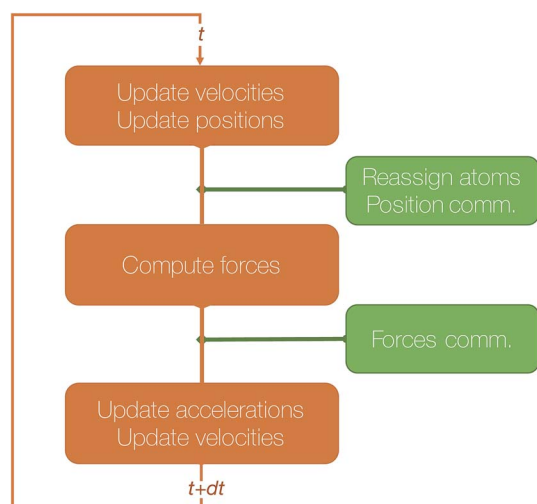 t
Update velocities
Update positions
Reassign atoms
Position comm.
Compute forces
Forces comm.
Update accelerations
Update velocities
t+dt